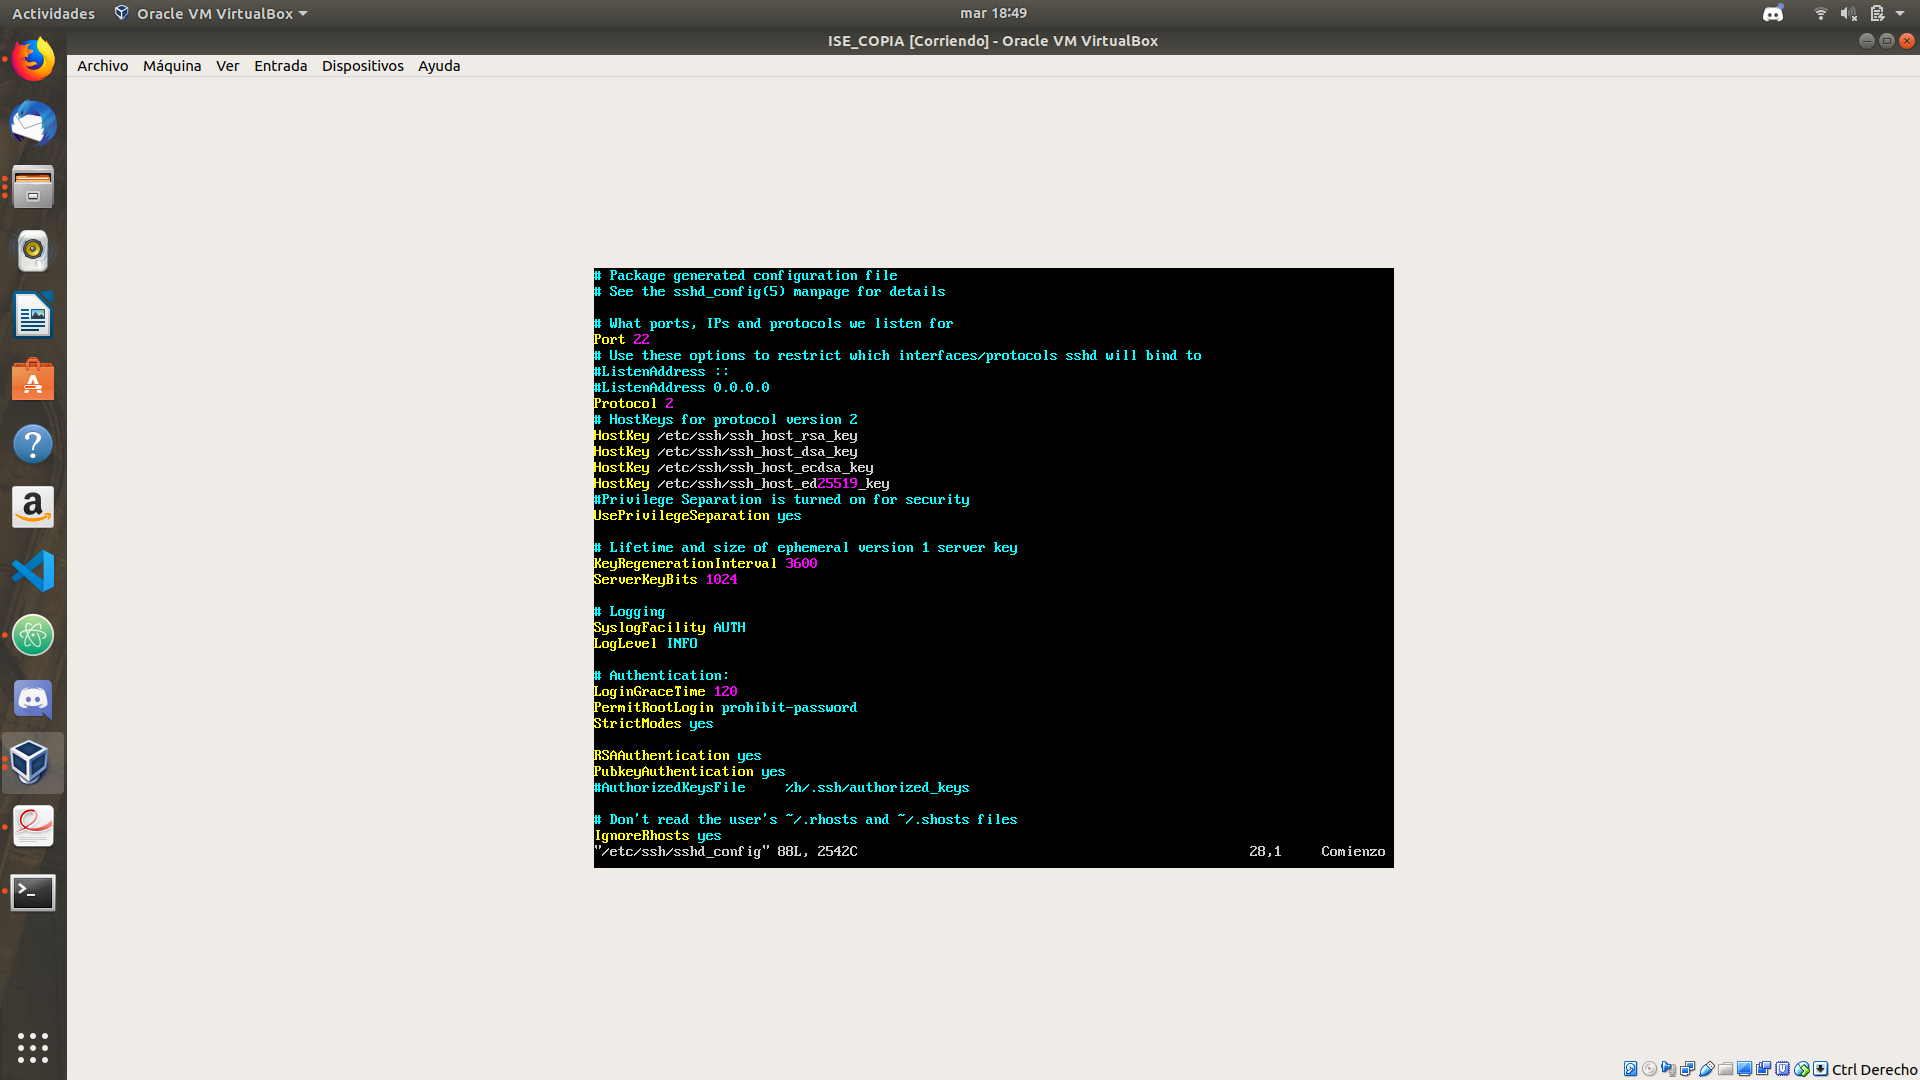 Actividades
Oracle VM VirtualBox
mar 18:49
ISE_COPIA [Corriendo] - Oracle VM VirtualBox
Archivo Máquina Ver Entrada Dispositivos Ayuda
# Package generated configuration file
# See the sshd_config(5) manpage for details
# What ports, IPs and protocols we listen for
Port 22
# Use these options to restrict which interfaces/protocols sshd will bind to
#ListenAddress ::
#ListenAddress 0.0.0.0
Protocol 2
# HostKeys for protocol version 2
HostKey /etc/ssh/ssh_host_rsa_key
HostKey /etc/ssh/ssh_host_dsa_key
HostKey /etc/ssh/ssh_host_ecdsa_key
HostKey /etc/ssh/ssh_host_ed25519_key
#Privilege Separation is turned on for security
UsePrivilegeSeparation yes
# Lifetime and size of ephemeral version 1 server key
KeyRegenerationInterval 3600
ServerKeyBits 1024
# Logging
SyslogFacility AUTH
LogLevel INFO
# Authentication:
LoginGraceTime 120
PermitRootLogin prohibit-password
StrictModes yes
RSAAuthentication yes
PubkeyAuthentication yes
#AuthorizedKeysFile     %h/.ssh/authorized_keys
# Don't read the user's ~/.rhosts and ~/.shosts files
IgnoreRhosts yes
"/etc/ssh/sshd_config" 88L, 2542C 28,1 Comienzo
Ctrl Derecho